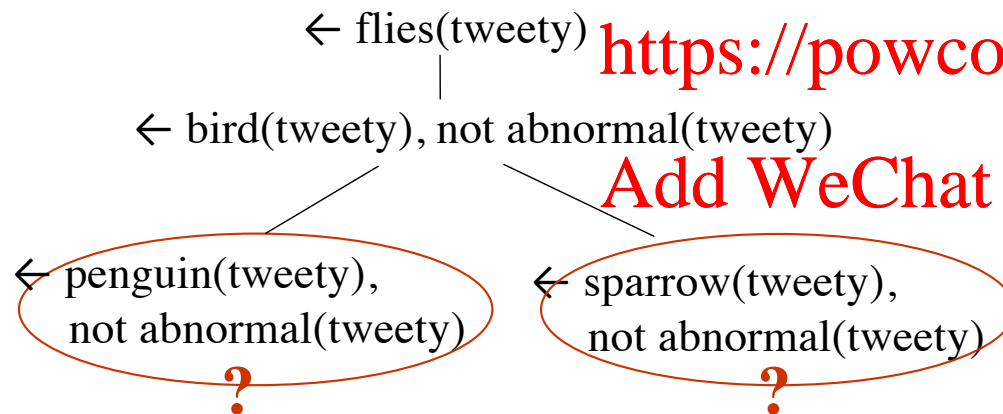 ← flies(tweety)
https://powco
← bird(tweety), not abnormal(tweety)
Add WeChat
← penguin(tweety),
not abnormal(tweety)
?
← sparrow(tweety),
not abnormal(tweety)
?